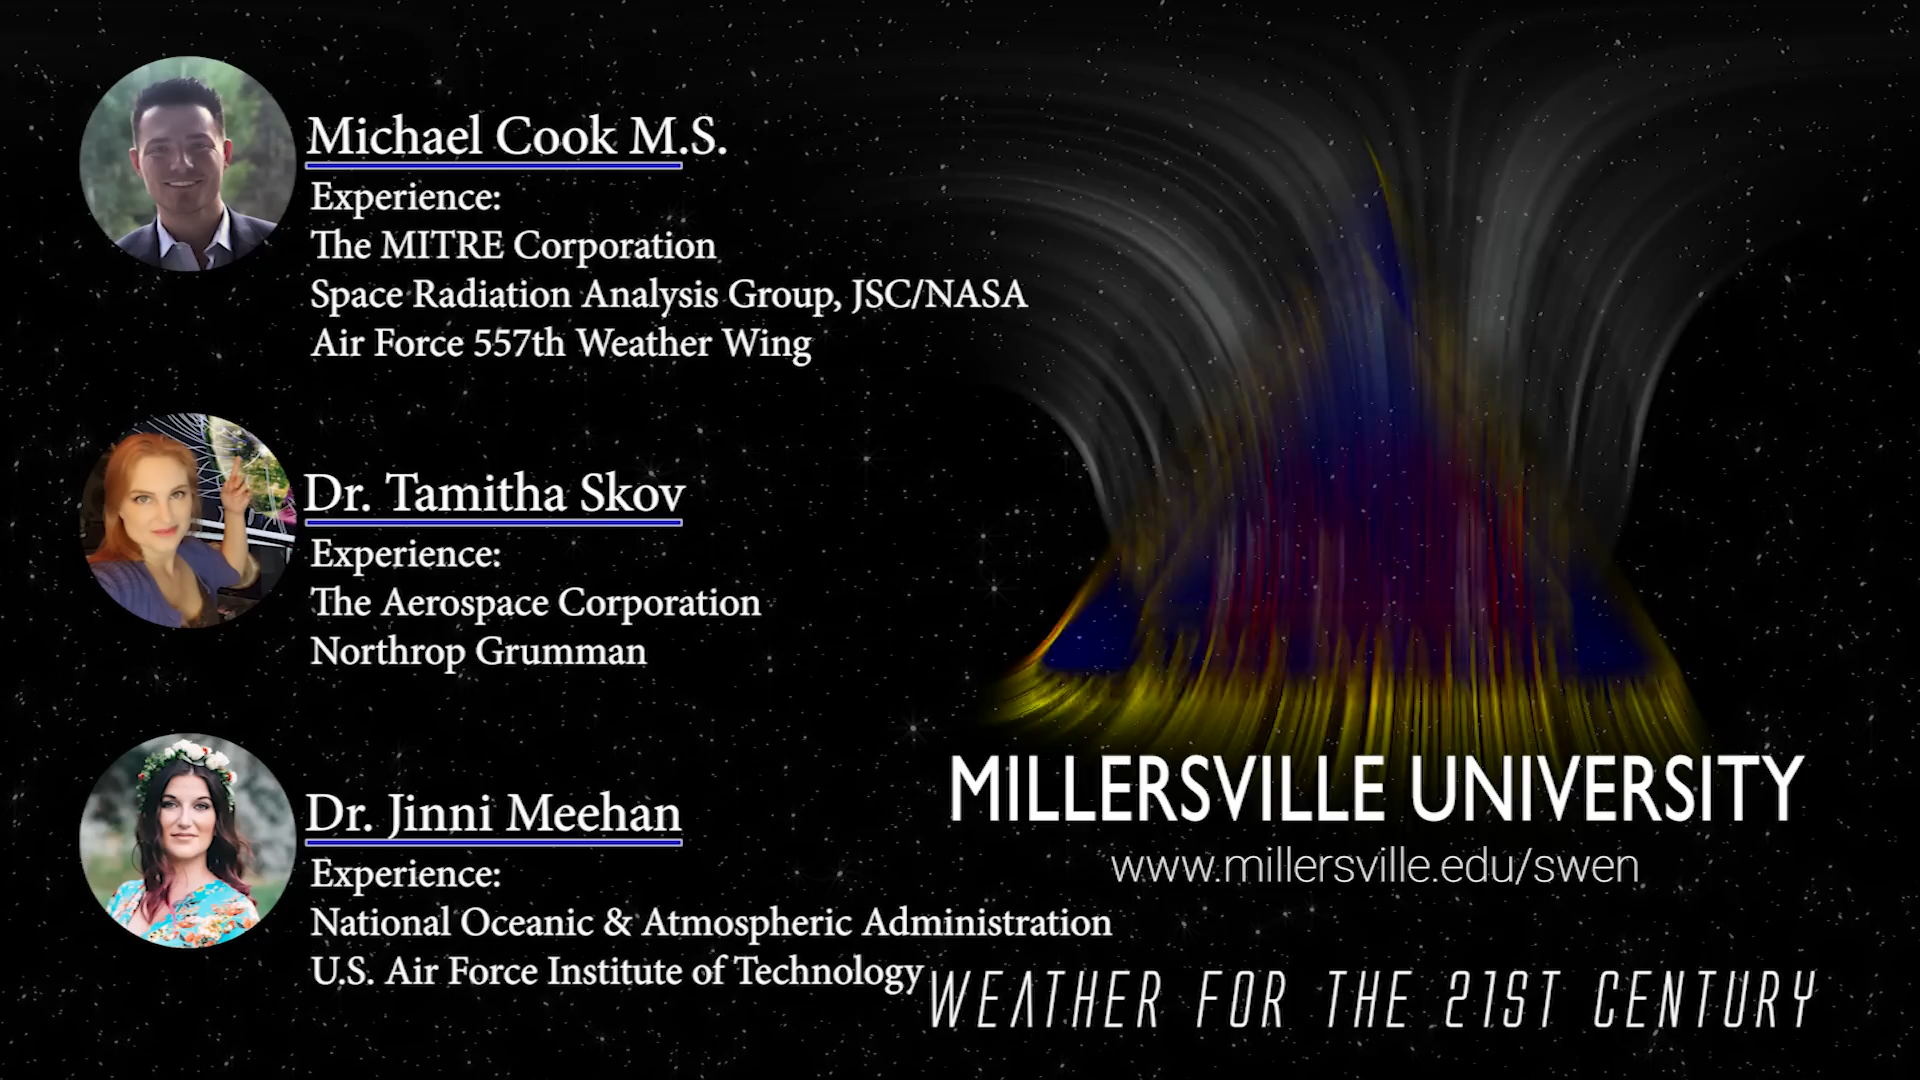 Michael Cook M.S.
Experience:
The MITRE Corporation
Space Radiation Analysis Group, JSC/NASA
Air Force 557th Weather Wing
Dr. Tamitha Skov
Experience:
The Aerospace Corporation
Northrop Grumman
Dr. Jinni Meehan
Experience:
National Oceanic & Atmospheric Administration
U.S. Air Force Institute of Technology
MILLERSVILLE UNIVERSITY
www.millersville.edu/swen
WEATHER FOR THE 21ST CENTURY